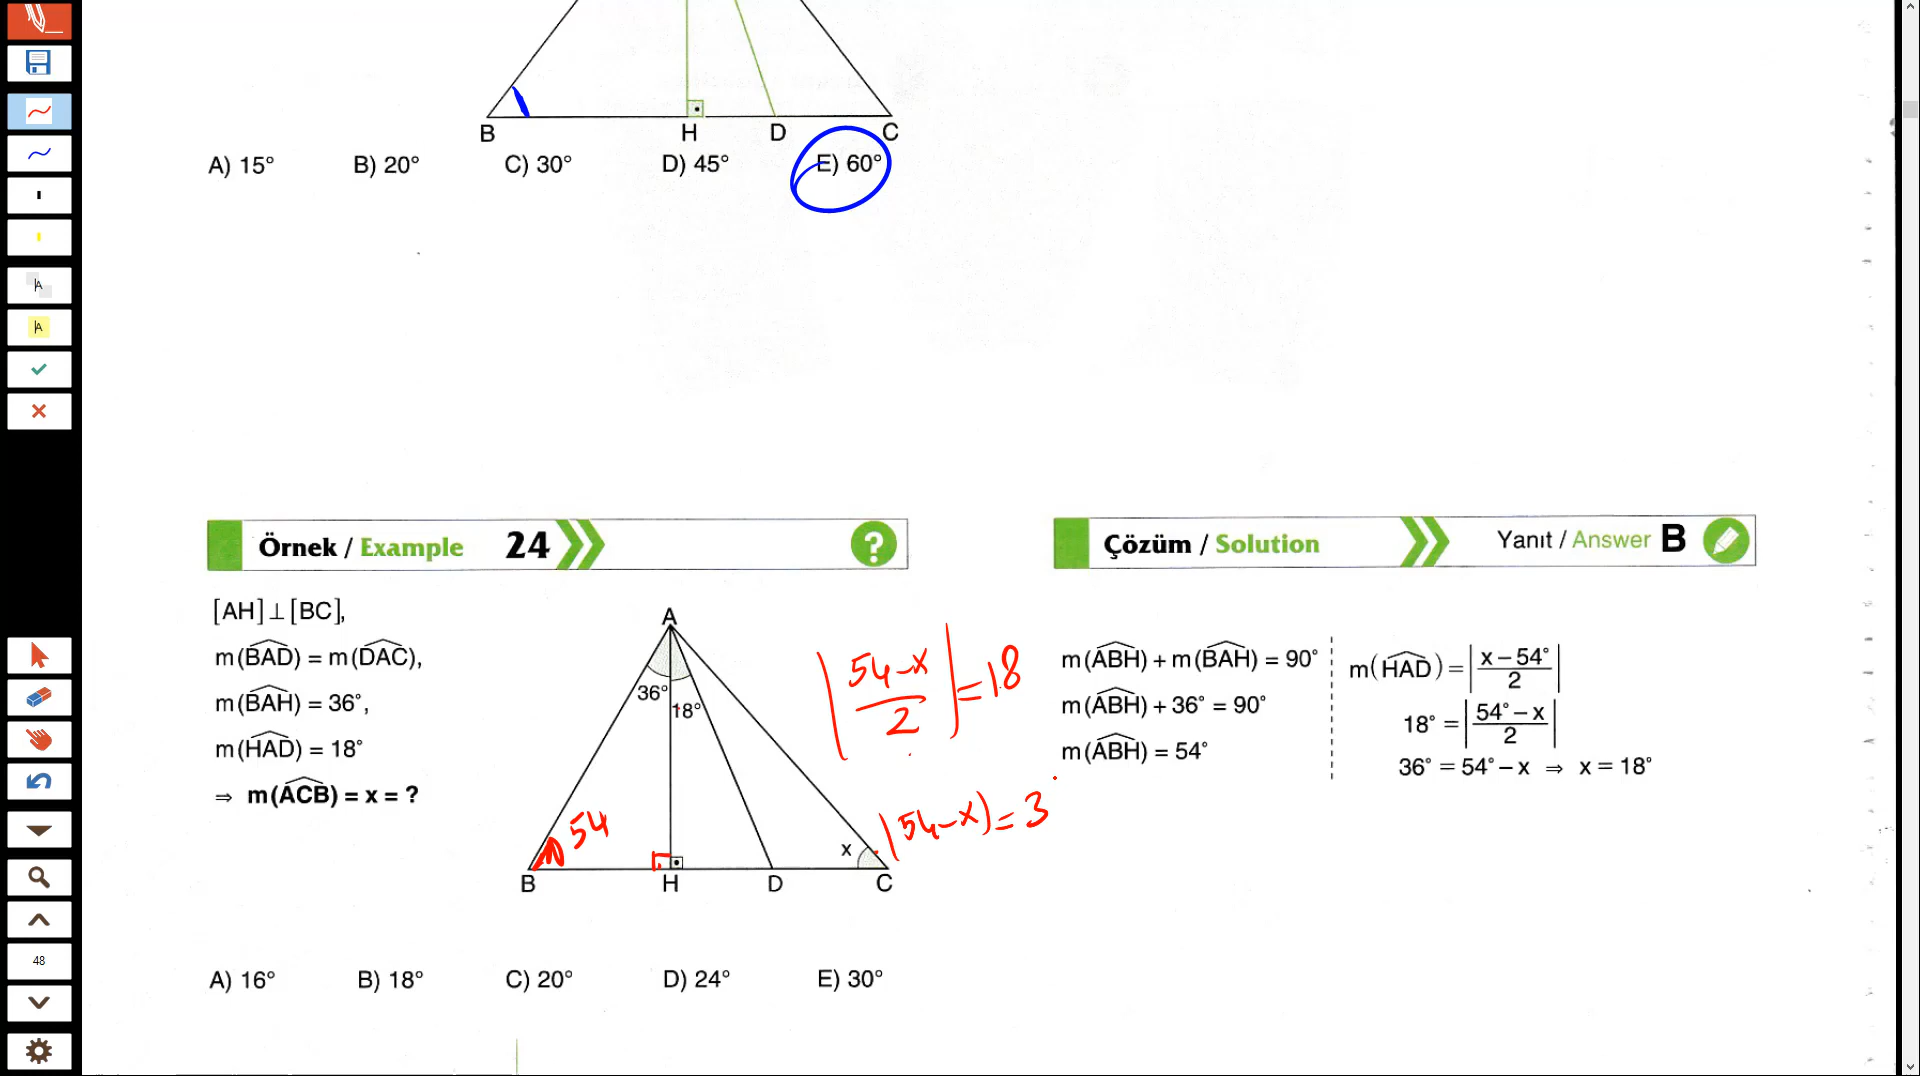 B H D C
A) 15° B) 20° C) 30° D) 45° E) 60°
Örnek / Example 24 ?
[AH] ⊥ [BC],
m(BAD) = m(DAC),
m(BAH) = 36°,
m(HAD) = 18°
⇒ m(ACB) = x = ?
A
36°
18°
54
x
B H D C
|54-x / 2| = 18
|54-x| = 3
A) 16° B) 18° C) 20° D) 24° E) 30°
Çözüm / Solution Yanıt / Answer B
m(ABH) + m(BAH) = 90°
m(ABH) + 36° = 90°
m(ABH) = 54°
m(HAD) = |x – 54° / 2|
18° = |54° – x / 2|
36° = 54° – x ⇒ x = 18°
A
A
48